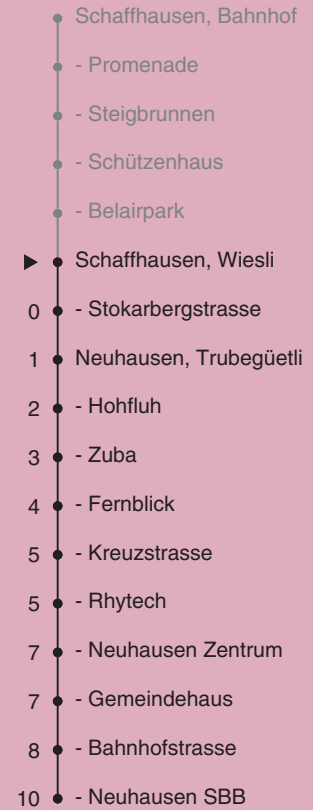 Schaffhausen, Bahnhof
- Promenade
- Steigbrunnen
- Schützenhaus
- Belairpark
Schaffhausen, Wiesli
0 - Stokarbergstrasse
1 Neuhausen, Trubegüetli
2 - Hohfluh
3 - Zuba
4 - Fernblick
5 - Kreuzstrasse
5 - Rhytech
7 - Neuhausen Zentrum
7 - Gemeindehaus
8 - Bahnhofstrasse
10 - Neuhausen SBB